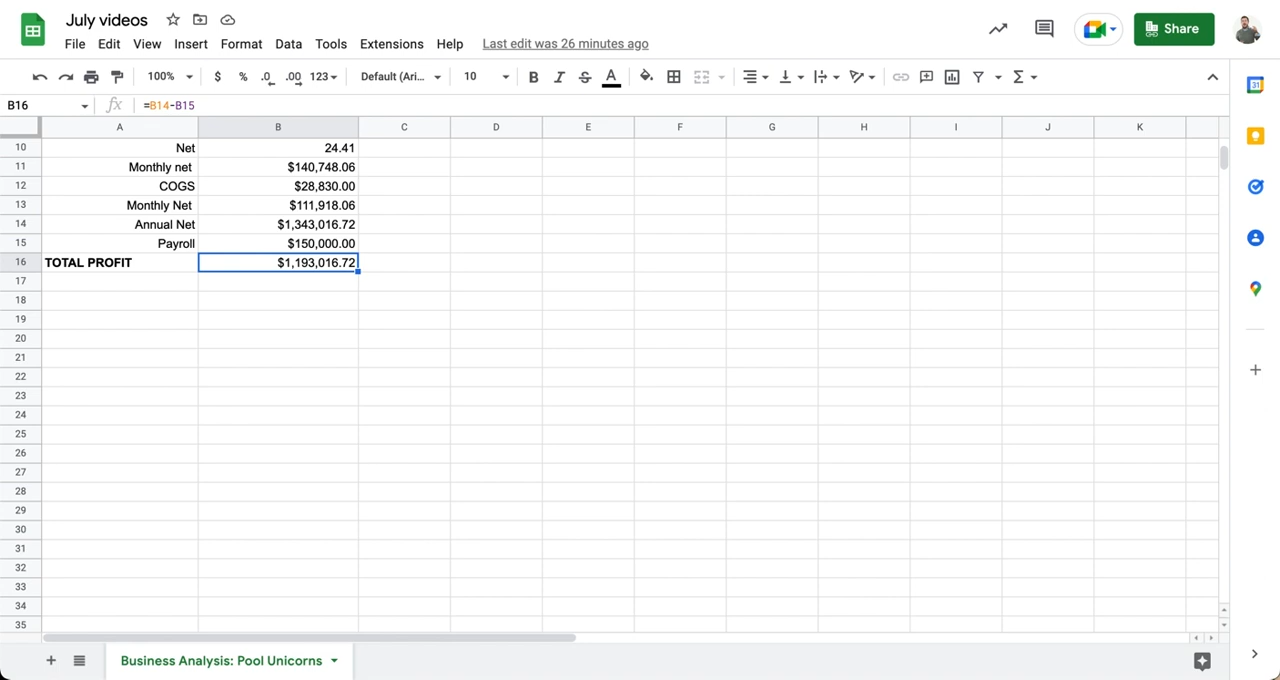 July videos
File Edit View Insert Format Data Tools Extensions Help Last edit was 26 minutes ago
Share
100% $ % .0 .00 123 Default (Ari... 10 B I S A
B16 fx =B14-B15
A B C D E F G H I J K
10 Net 24.41
11 Monthly net $140,748.06
12 COGS $28,830.00
13 Monthly Net $111,918.06
14 Annual Net $1,343,016.72
15 Payroll $150,000.00
16 TOTAL PROFIT $1,193,016.72
17
18
19
20
21
22
23
24
25
26
27
28
29
30
31
32
33
34
35
Business Analysis: Pool Unicorns
31